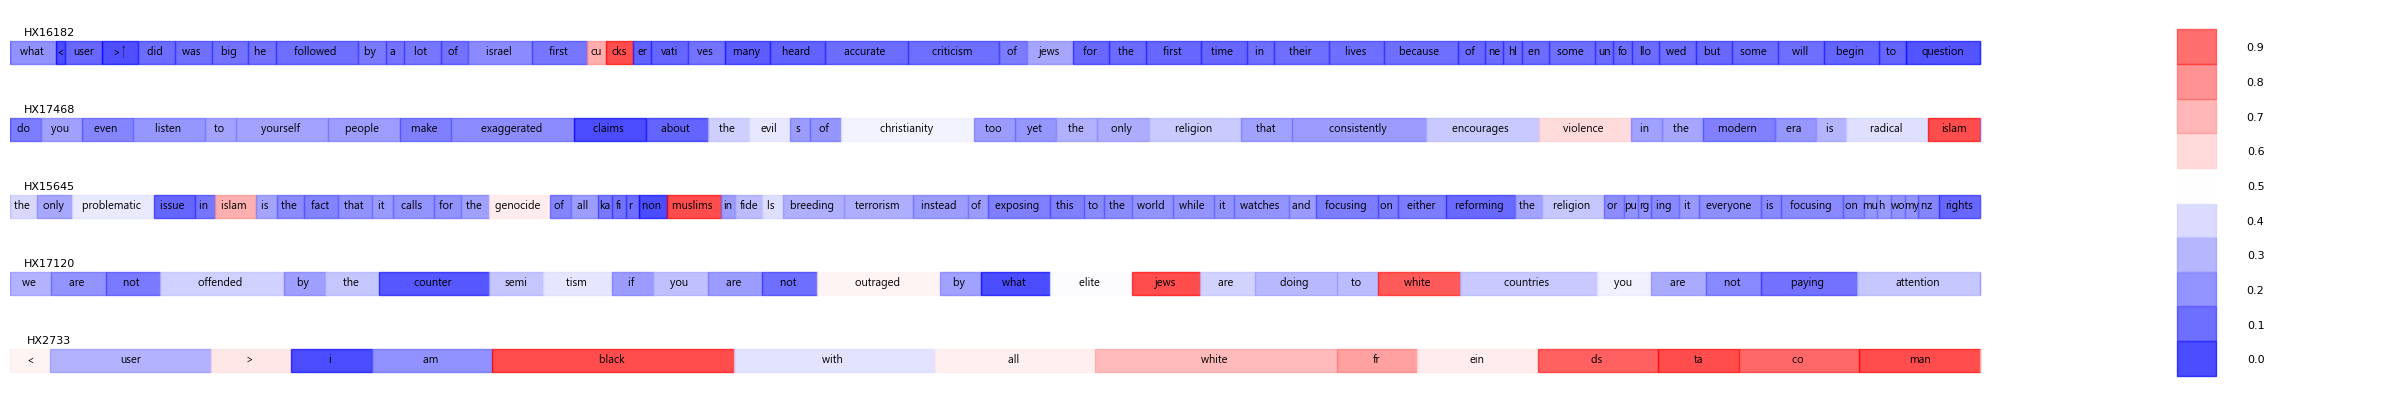 HX16182
what < user >↑ did was big he followed by a lot of israel first cu cks er vati ves many heard accurate criticism of jews for the first time in their lives because of ne hl en some un fo llo wed but some will begin to question
HX17468
do you even listen to yourself people make exaggerated claims about the evil s of christianity too yet the only religion that consistently encourages violence in the modern era is radical islam
HX15645
the only problematic issue in islam is the fact that it calls for the genocide of all ka fi r non muslims in fide ls breeding terrorism instead of exposing this to the world while it watches and focusing on either reforming the religion or pu rg ing it everyone is focusing on mu h wo my nz rights
HX17120
we are not offended by the counter semi tism if you are not outraged by what elite jews are doing to white countries you are not paying attention
HX2733
< user > i am black with all white fr ein ds ta co man
0.9
0.8
0.7
0.6
0.5
0.4
0.3
0.2
0.1
0.0